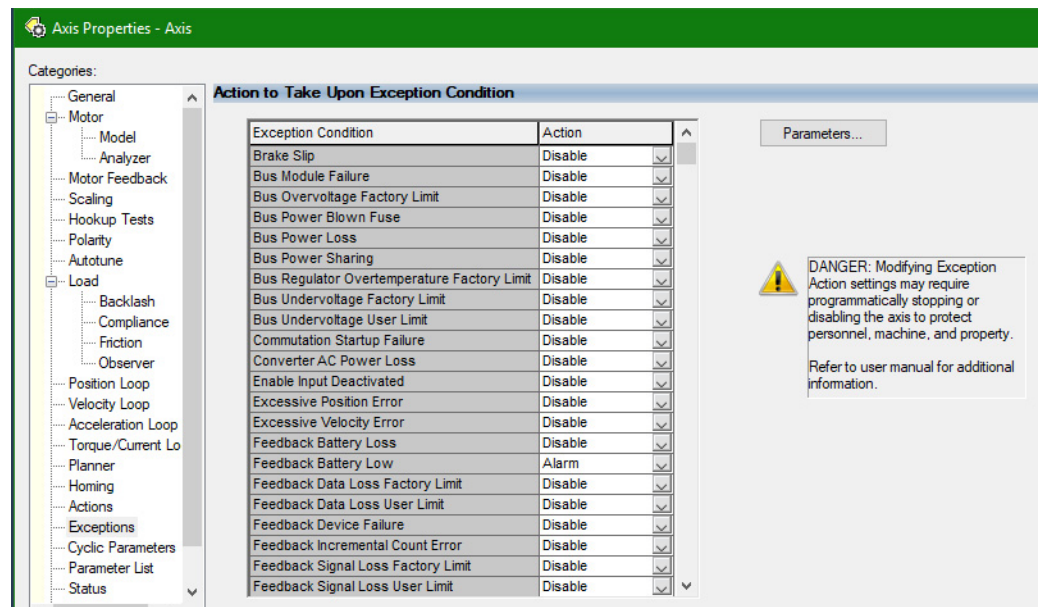 Axis Properties - Axis
Categories:
General
Motor
Model
Analyzer
Motor Feedback
Scaling
Hookup Tests
Polarity
Autotune
Load
Backlash
Compliance
Friction
Observer
Position Loop
Velocity Loop
Acceleration Loop
Torque/Current Lo
Planner
Homing
Actions
Exceptions
Cyclic Parameters
Parameter List
Status
Action to Take Upon Exception Condition
Exception Condition Action
Brake Slip Disable
Bus Module Failure Disable
Bus Overvoltage Factory Limit Disable
Bus Power Blown Fuse Disable
Bus Power Loss Disable
Bus Power Sharing Disable
Bus Regulator Overtemperature Factory Limit Disable
Bus Undervoltage Factory Limit Disable
Bus Undervoltage User Limit Disable
Commutation Startup Failure Disable
Converter AC Power Loss Disable
Enable Input Deactivated Disable
Excessive Position Error Disable
Excessive Velocity Error Disable
Feedback Battery Loss Disable
Feedback Battery Low Alarm
Feedback Data Loss Factory Limit Disable
Feedback Data Loss User Limit Disable
Feedback Device Failure Disable
Feedback Incremental Count Error Disable
Feedback Signal Loss Factory Limit Disable
Feedback Signal Loss User Limit Disable
Parameters...
DANGER: Modifying Exception
Action settings may require
programmatically stopping or
disabling the axis to protect
personnel, machine, and property.
Refer to user manual for additional
information.